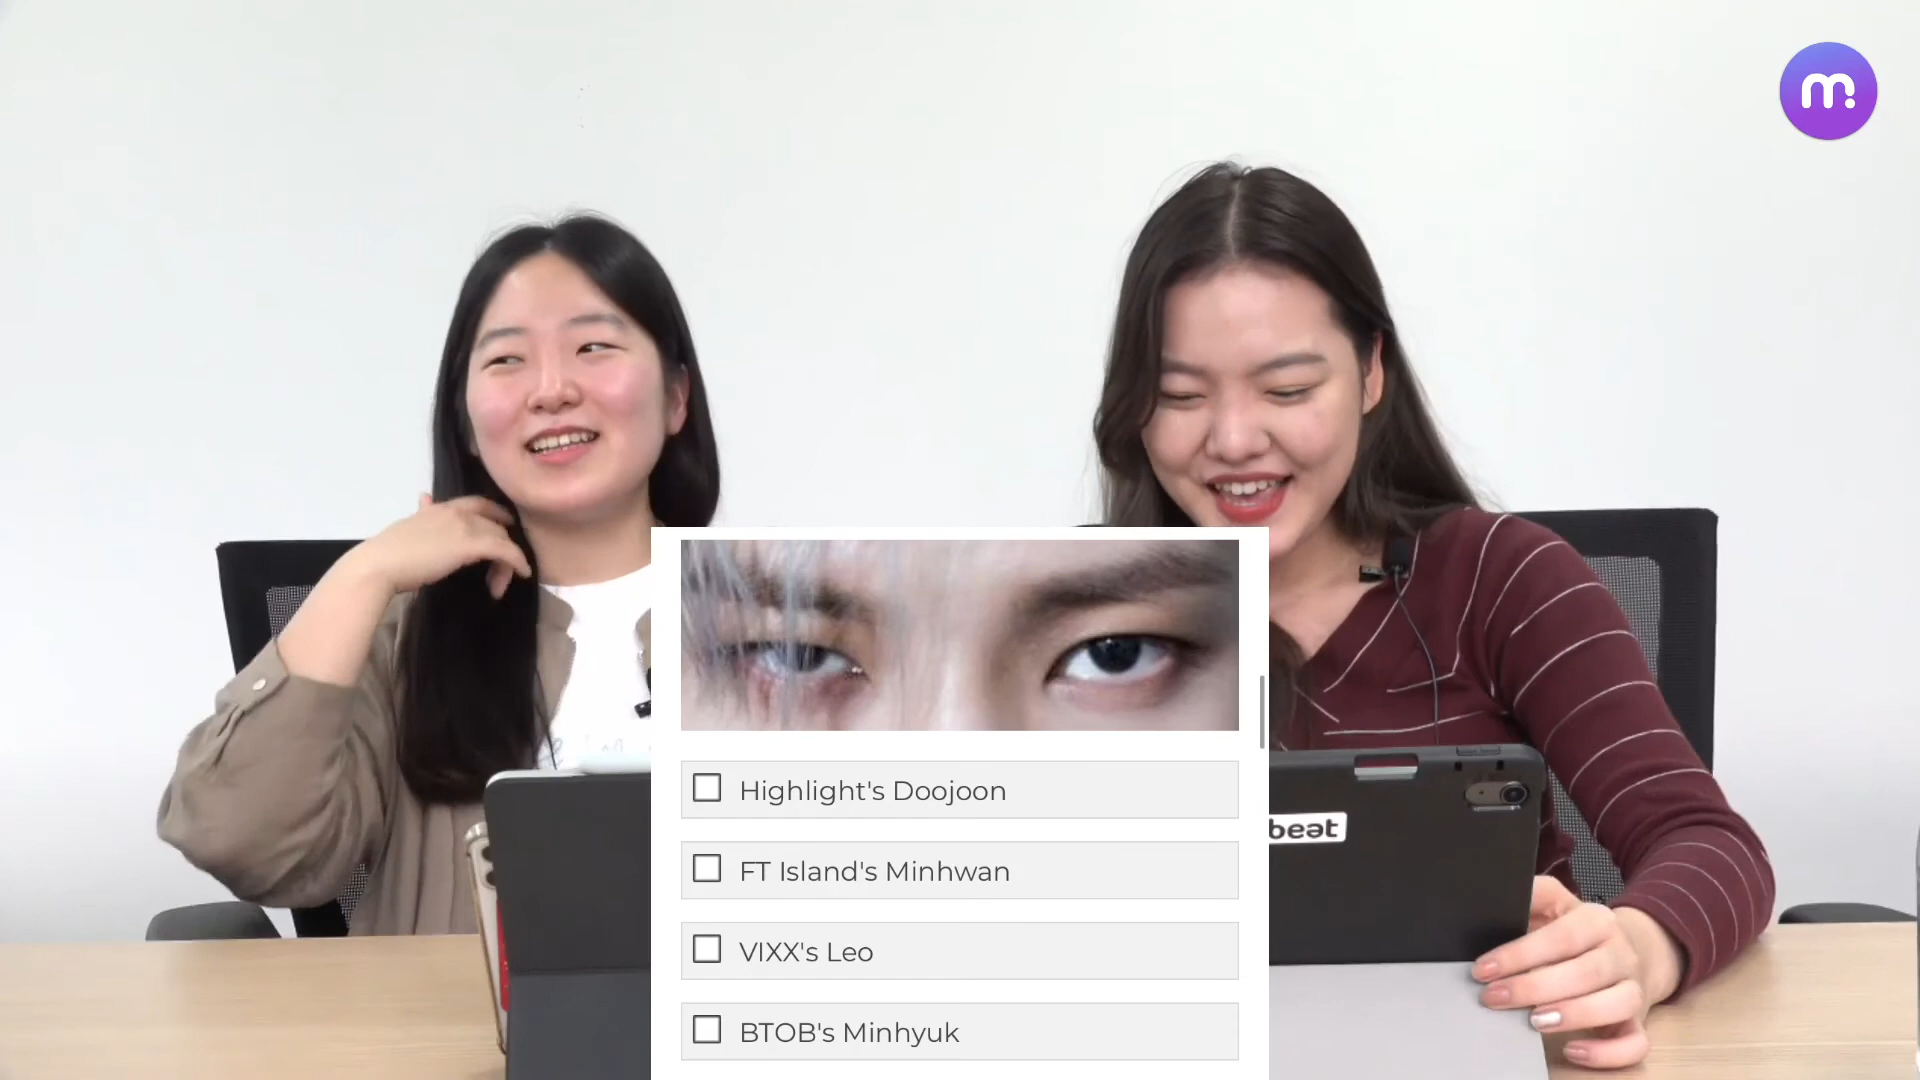 m.
Highlight's Doojoon
FT Island's Minhwan
beat
VIXX's Leo
BTOB's Minhyuk